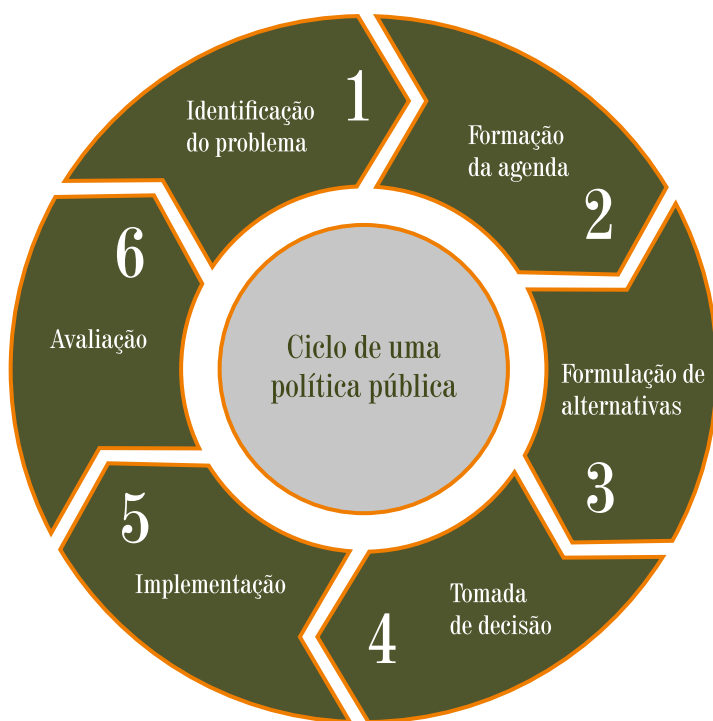 1
Identificação
do problema
Formação
da agenda
2
Formulação de
alternativas
3
Tomada
de decisão
4
5
Implementação
6
Avaliação
Ciclo de uma
política pública